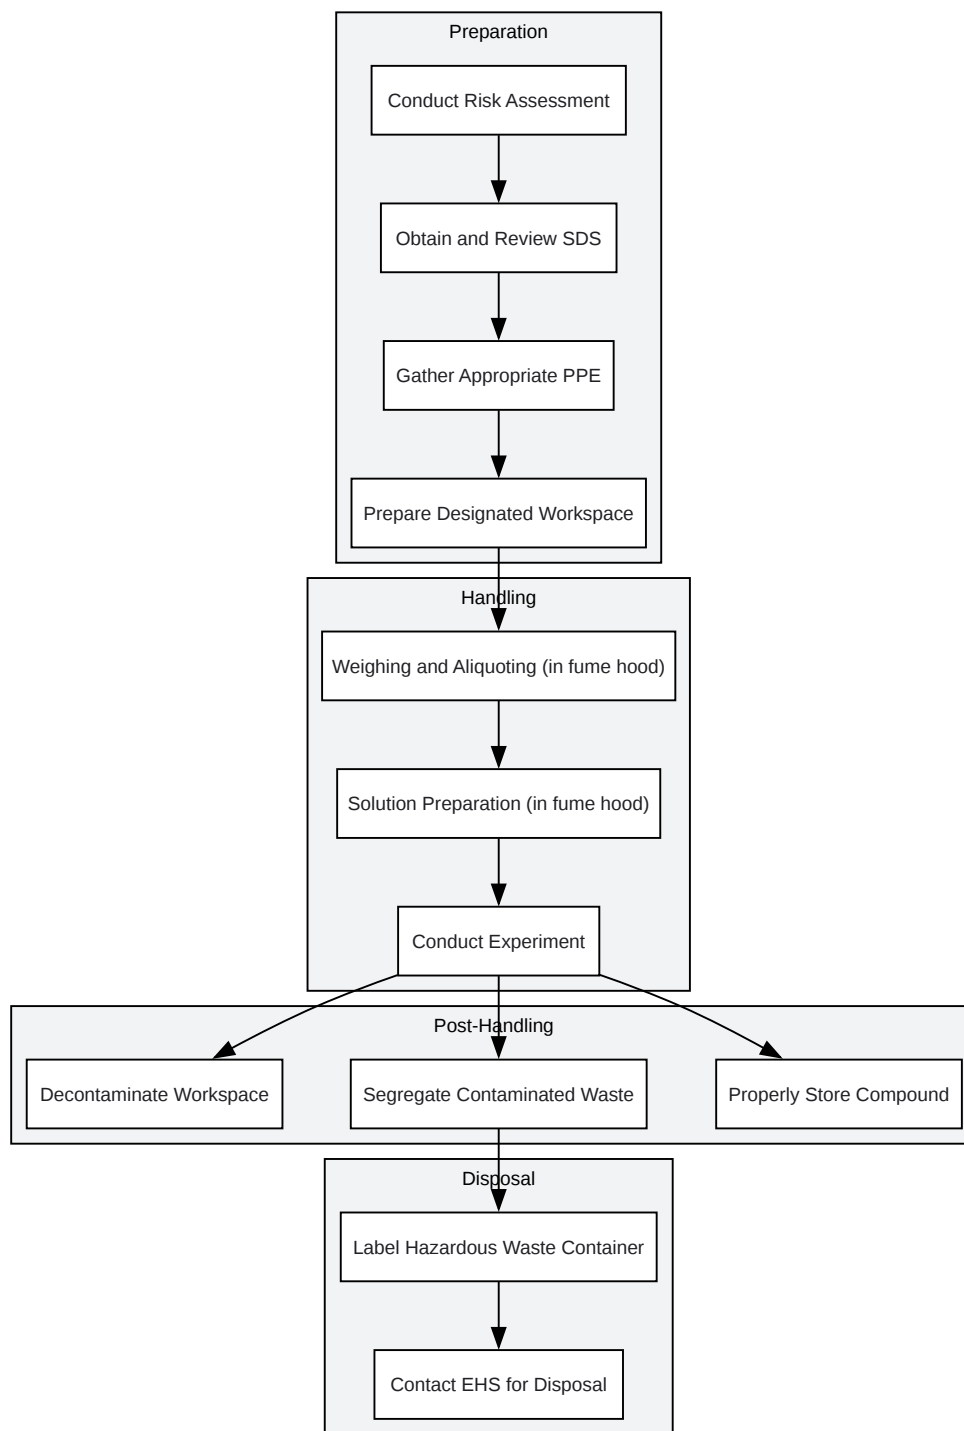 Preparation
Conduct Risk Assessment
Obtain and Review SDS
Gather Appropriate PPE
Prepare Designated Workspace
Handling
Weighing and Aliquoting (in fume hood)
Solution Preparation (in fume hood)
Conduct Experiment
Post-Handling
Decontaminate Workspace
Segregate Contaminated Waste
Properly Store Compound
Disposal
Label Hazardous Waste Container
Contact EHS for Disposal